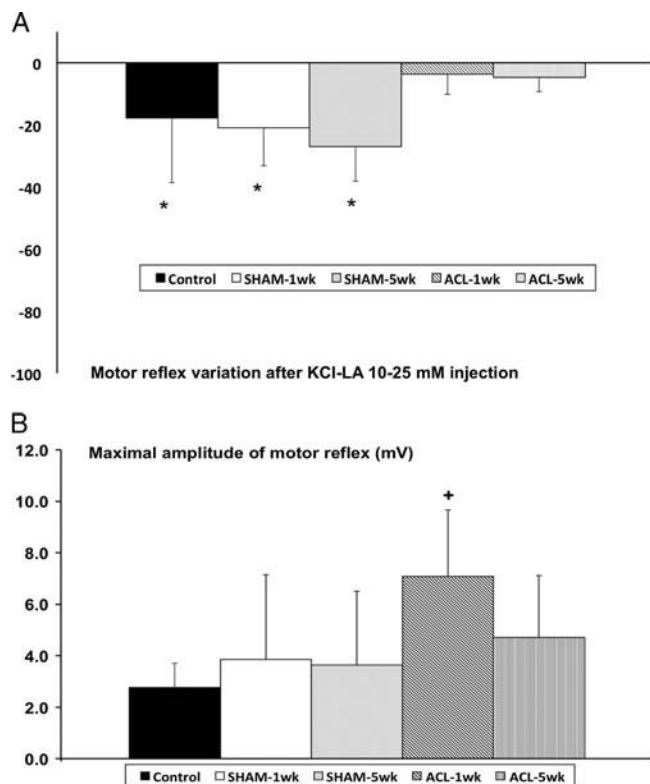 A
0
-20
*
*
*
-40
-60
Control SHAM-1wk SHAM-5wk ACL-1wk ACL-5wk
-80
-100
Motor reflex variation after KCl-LA 10-25 mM injection
B
12.0
Maximal amplitude of motor reflex (mV)
+
10.0
8.0
6.0
4.0
2.0
0.0
Control SHAM-1wk SHAM-5wk ACL-1wk ACL-5wk